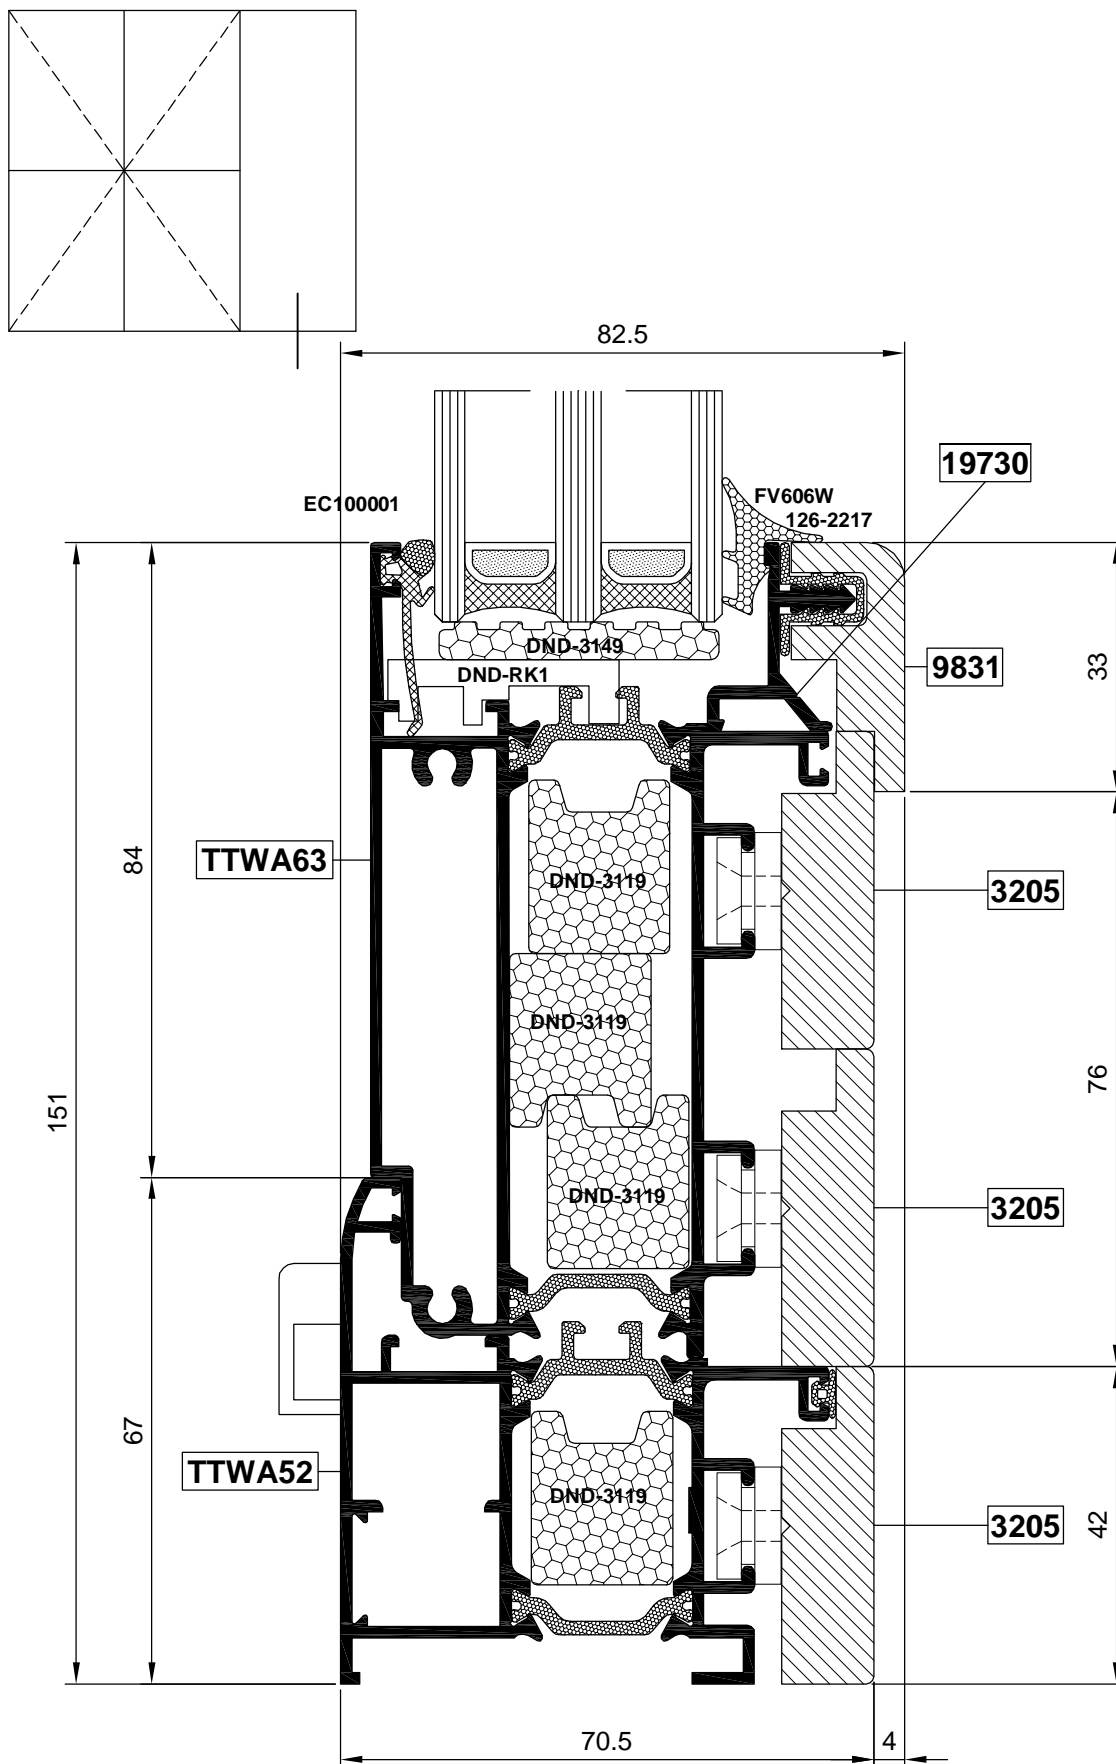 82.5
19730
EC100001
FV606W
126-2217
DND-3149
DND-RK1
9831
33
84
TTWA63
DND-3119
3205
DND-3119
151
76
DND-3119
3205
67
TTWA52
DND-3119
3205
42
70.5
4